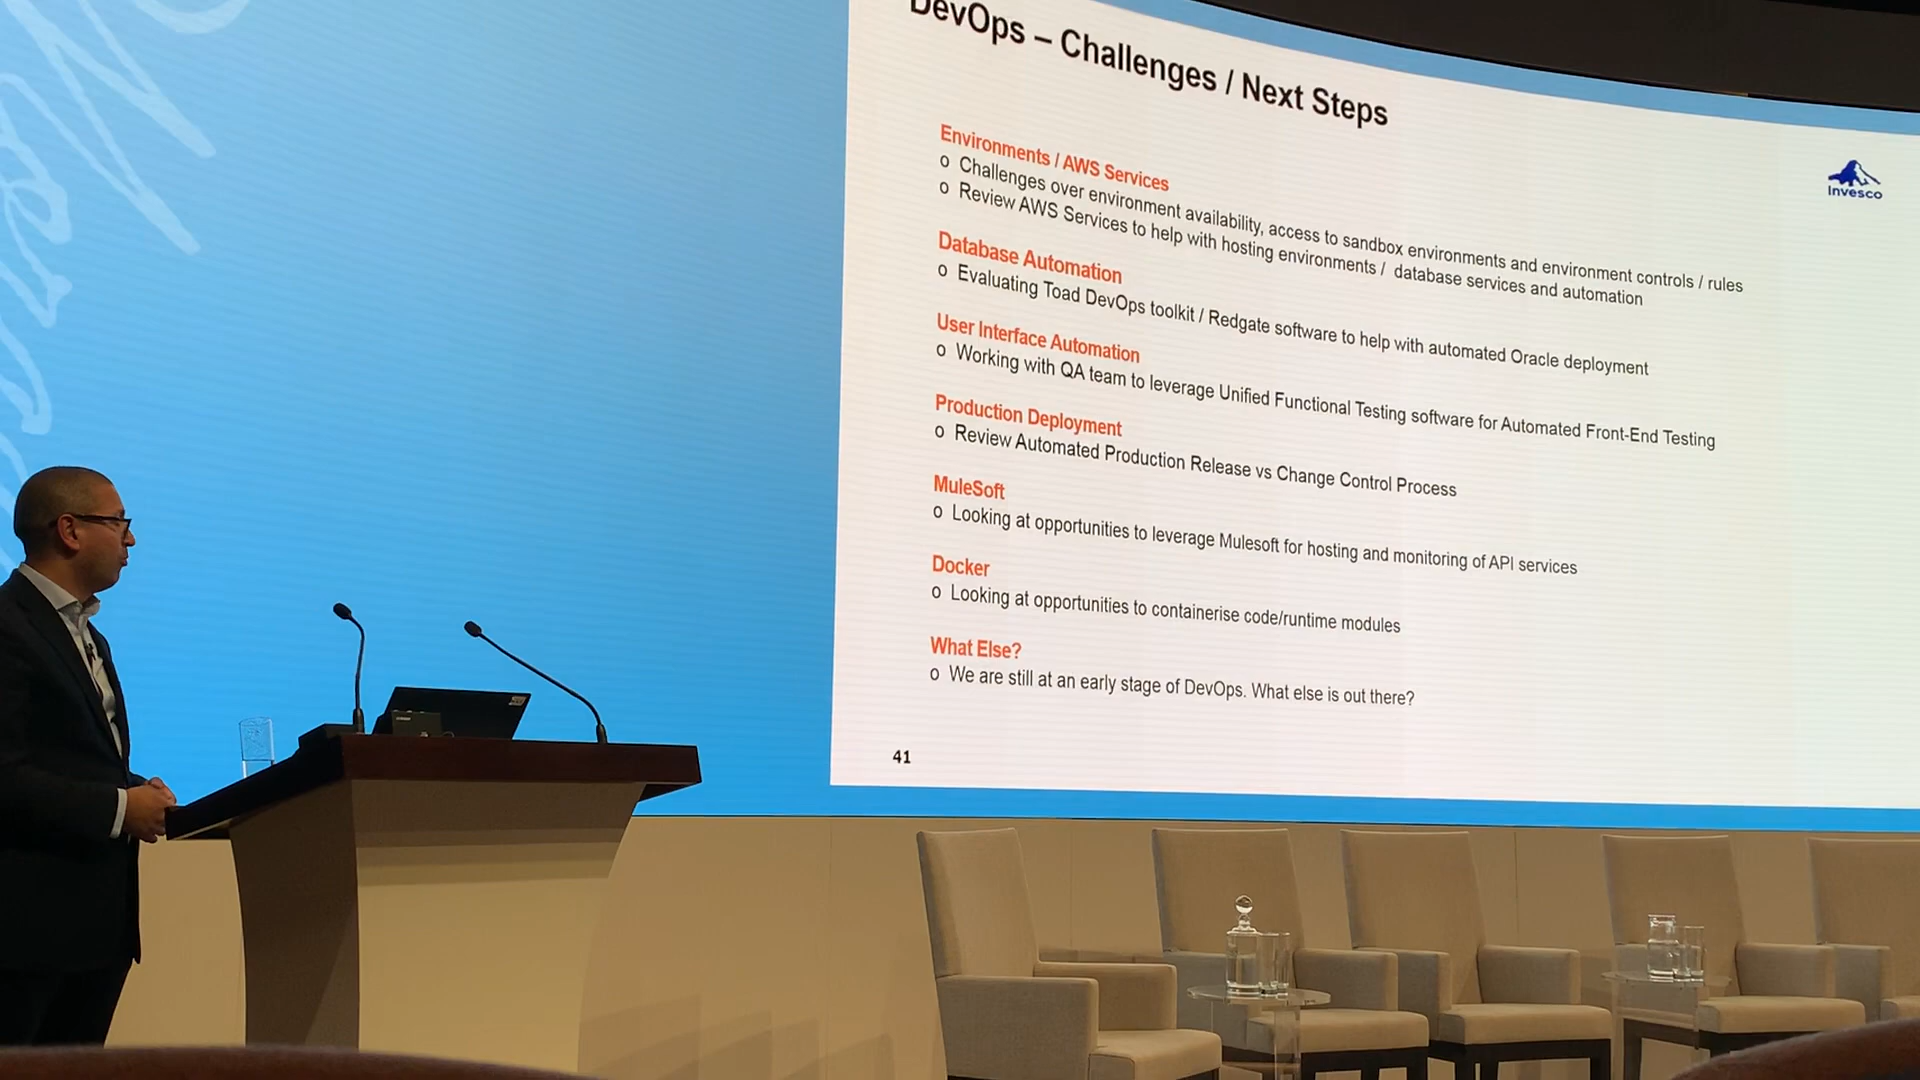 DevOps – Challenges / Next Steps
Invesco
Environments / AWS Services
o Challenges over environment availability, access to sandbox environments and environment controls / rules
o Review AWS Services to help with hosting environments / database services and automation
Database Automation
o Evaluating Toad DevOps toolkit / Redgate software to help with automated Oracle deployment
User Interface Automation
o Working with QA team to leverage Unified Functional Testing software for Automated Front-End Testing
Production Deployment
o Review Automated Production Release vs Change Control Process
MuleSoft
o Looking at opportunities to leverage Mulesoft for hosting and monitoring of API services
Docker
o Looking at opportunities to containerise code/runtime modules
What Else?
o We are still at an early stage of DevOps. What else is out there?
41